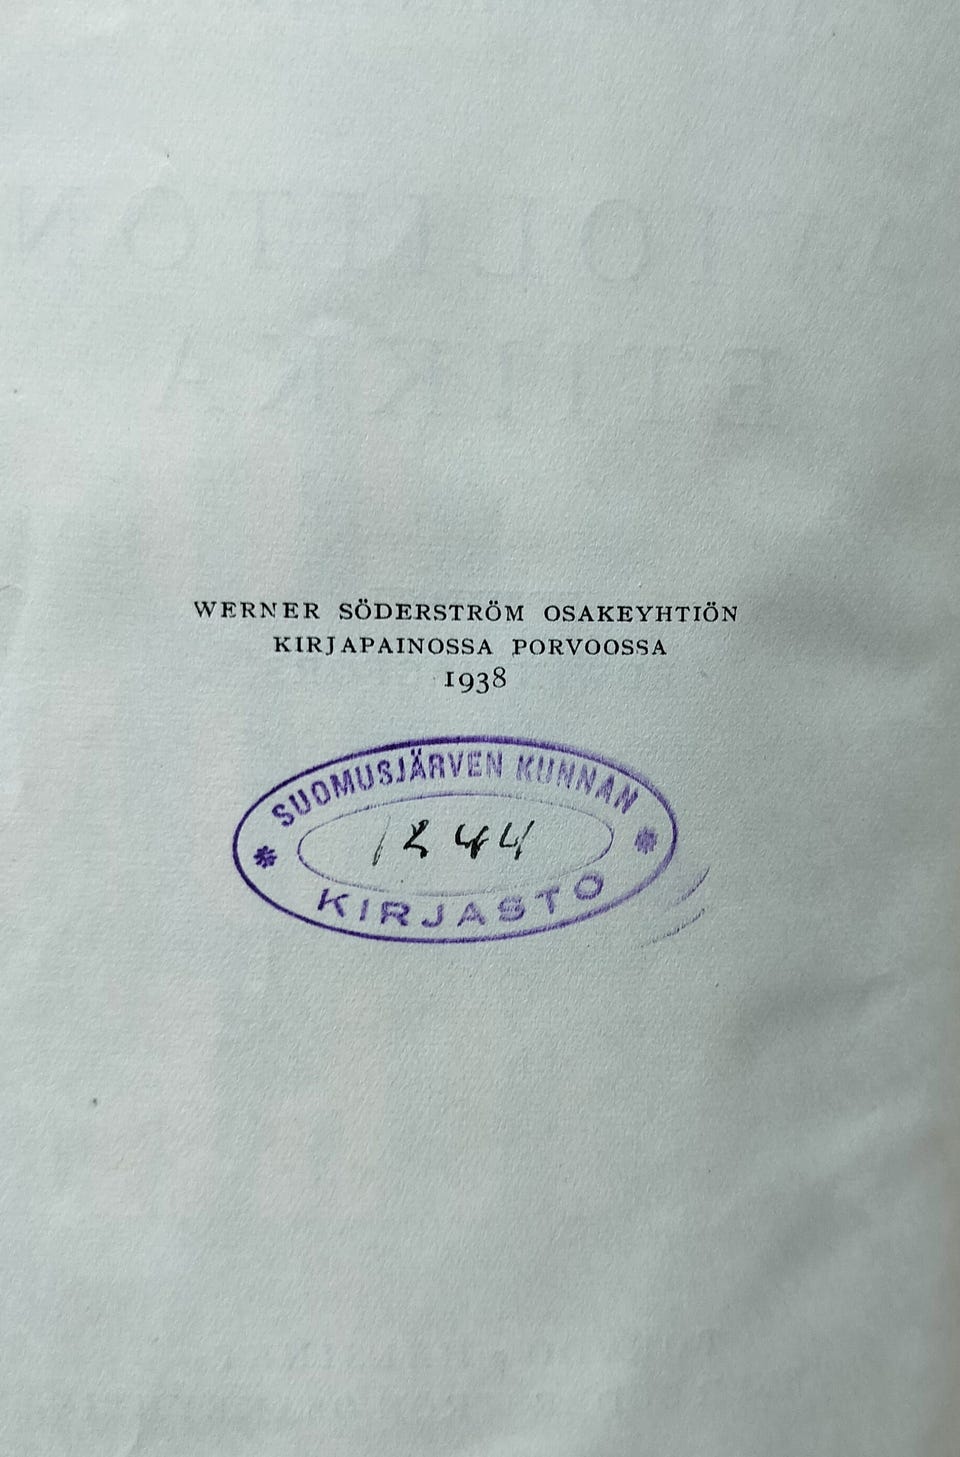 WERNER SÖDERSTRÖM OSAKEYHTIÖN
KIRJAPAINOSSA PORVOOSSA
1938
SUOMUSJÄRVEN KUNNAN
1244
KIRJASTO